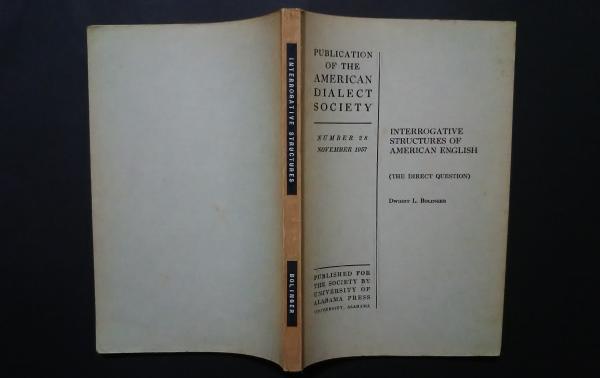 INTERROGATIVE STRUCTURES
BOLINGER
PUBLICATION
OF THE
AMERICAN
DIALECT
SOCIETY
NUMBER 28
NOVEMBER 1957
PUBLISHED FOR
THE SOCIETY BY
UNIVERSITY OF
ALABAMA PRESS
UNIVERSITY, ALABAMA
INTERROGATIVE
STRUCTURES OF
AMERICAN ENGLISH
(THE DIRECT QUESTION)
DWIGHT L. BOLINGER